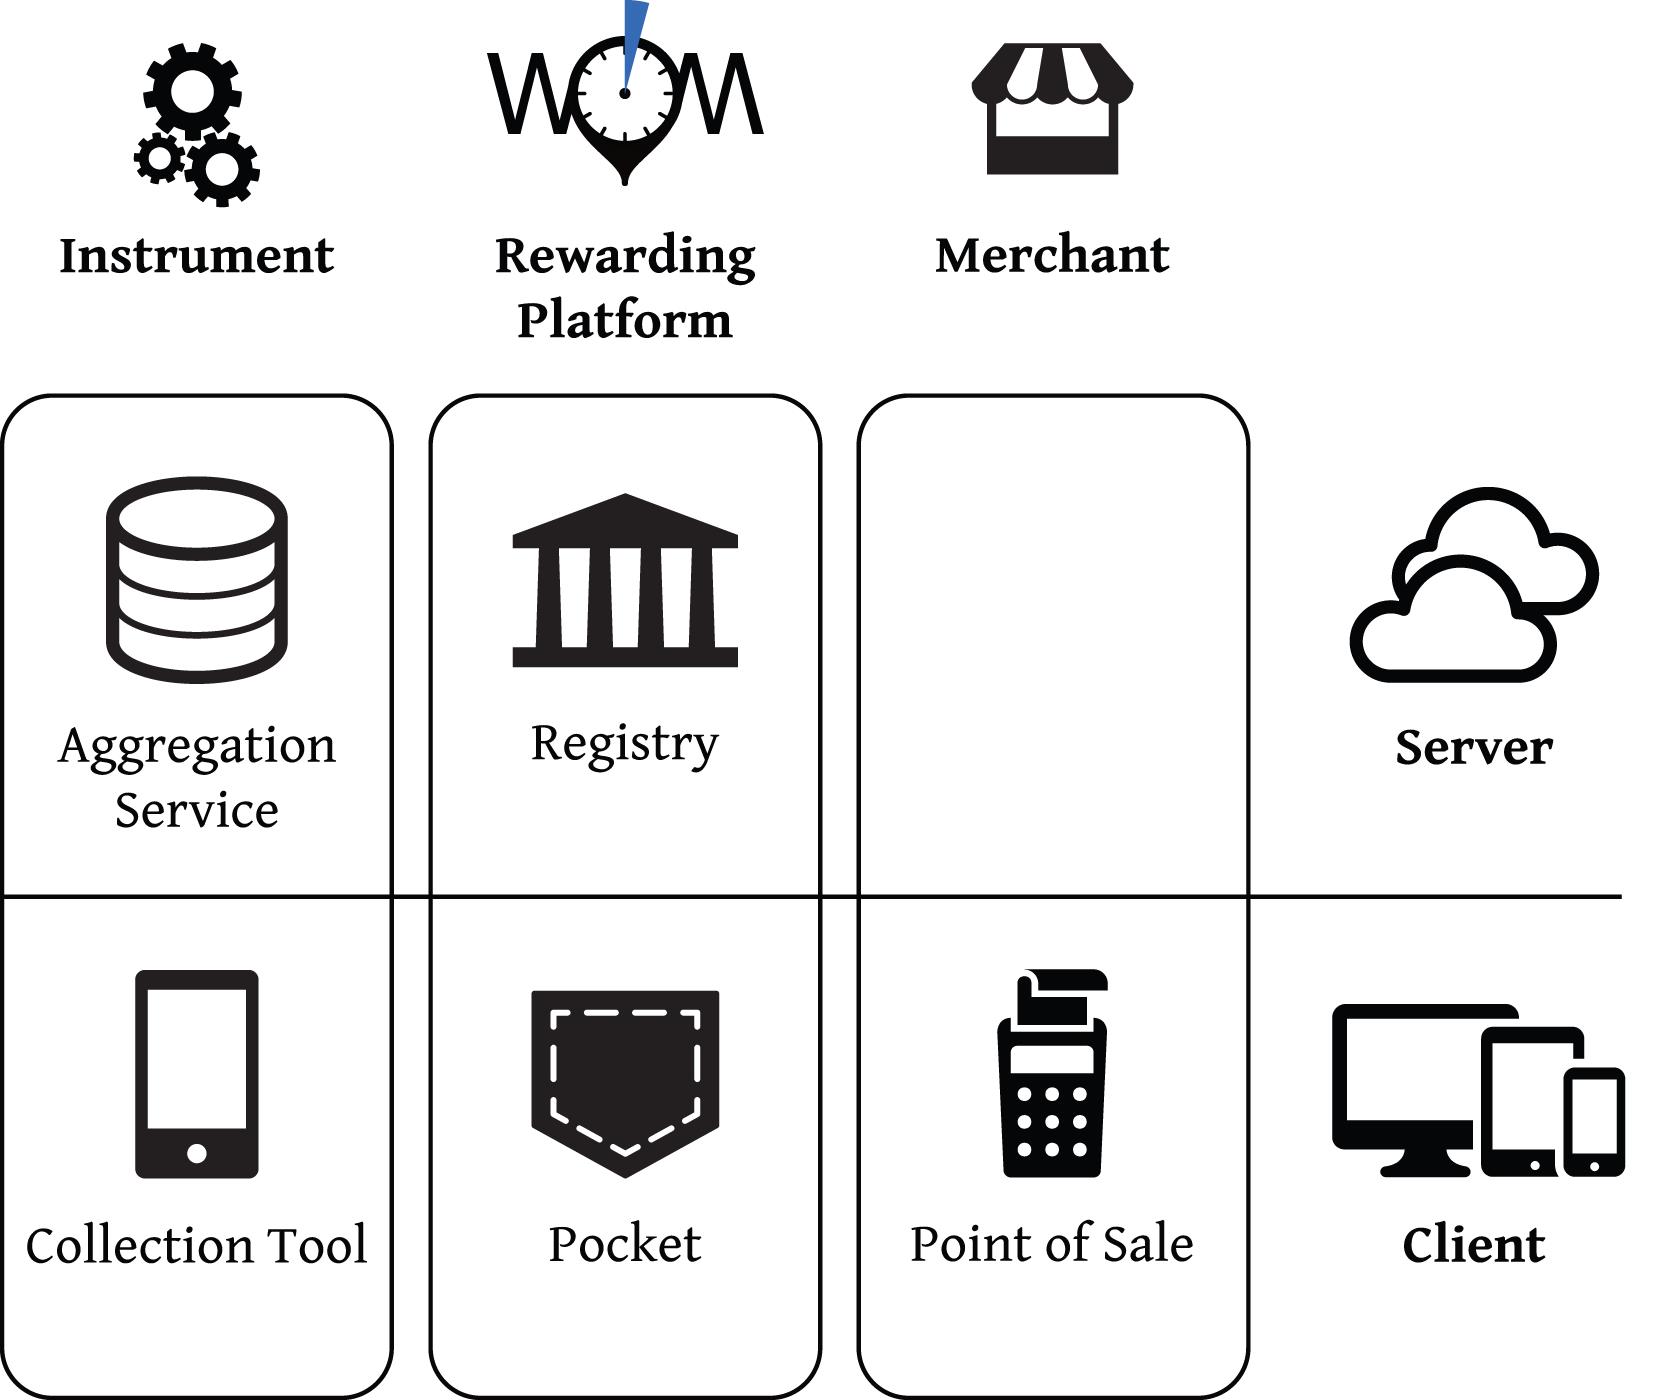 WOM
Instrument
Rewarding
Platform
Merchant
Aggregation
Service
Registry
Server
Collection Tool
Pocket
Point of Sale
Client